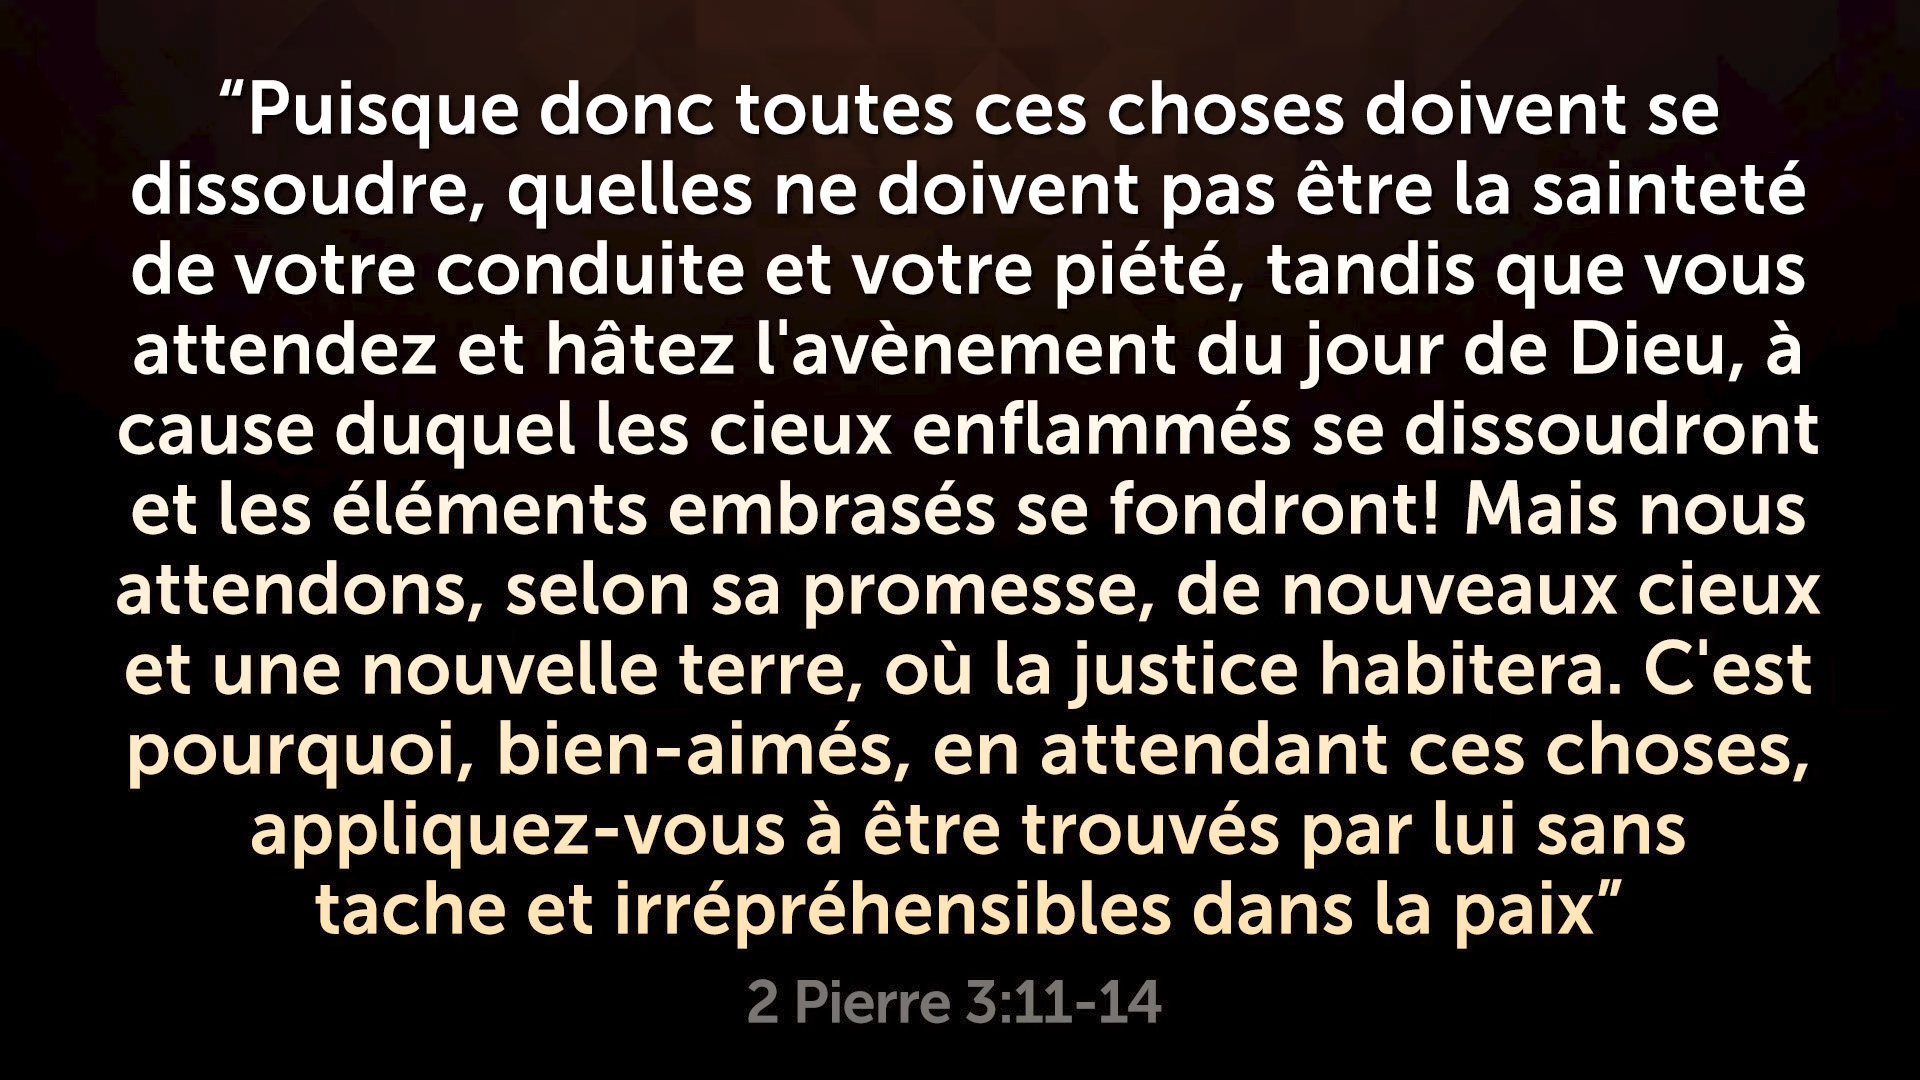 “Puisque donc toutes ces choses doivent se
dissoudre, quelles ne doivent pas être la sainteté
de votre conduite et votre piété, tandis que vous
attendez et hâtez l'avènement du jour de Dieu, à
cause duquel les cieux enflammés se dissoudront
et les éléments embrasés se fondront! Mais nous
attendons, selon sa promesse, de nouveaux cieux
et une nouvelle terre, où la justice habitera. C'est
pourquoi, bien-aimés, en attendant ces choses,
appliquez-vous à être trouvés par lui sans
tache et irrépréhensibles dans la paix”
2 Pierre 3:11-14